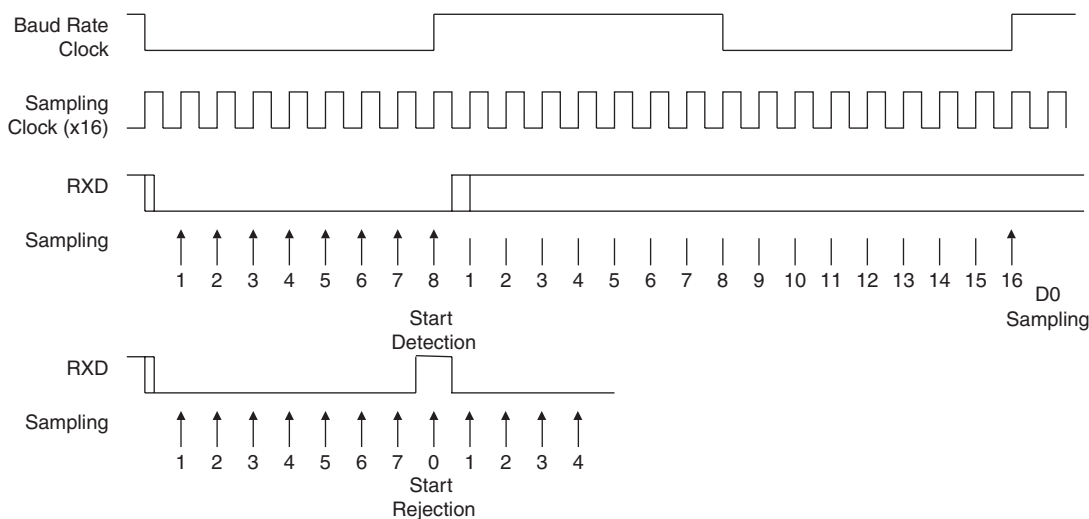 Baud Rate
Clock
Sampling
Clock (x16)
RXD
Sampling
1 2 3 4 5 6 7 8 1 2 3 4 5 6 7 8 9 10 11 12 13 14 15 16
D0
Sampling
Start
Detection
RXD
Sampling
1 2 3 4 5 6 7 0 1 2 3 4
Start
Rejection